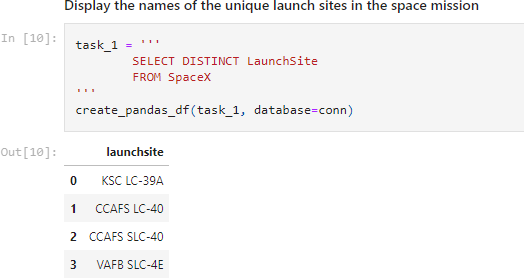 Display the names of the unique launch sites in the space mission
In [10]:
task_1 = '''
SELECT DISTINCT LaunchSite
FROM SpaceX
'''
create_pandas_df(task_1, database=conn)
Out[10]:
launchsite
0 KSC LC-39A
1 CCAFS LC-40
2 CCAFS SLC-40
3 VAFB SLC-4E